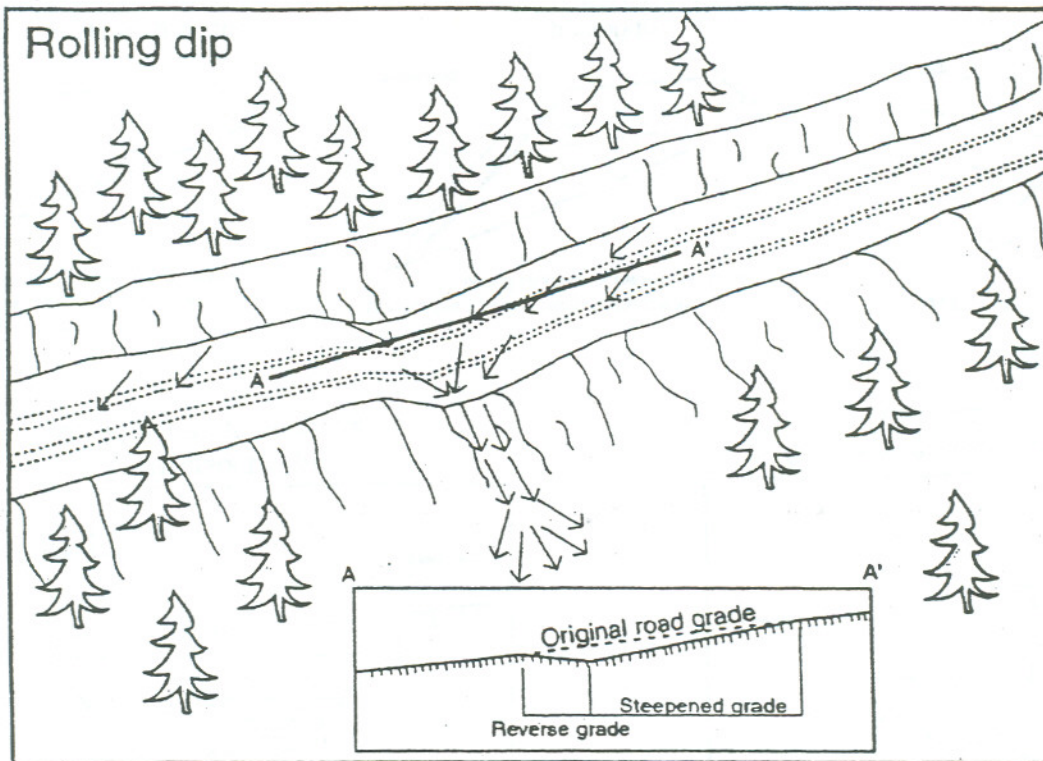 Rolling dip
A'
A
A
A'
Original road grade
Steepened grade
Reverse grade